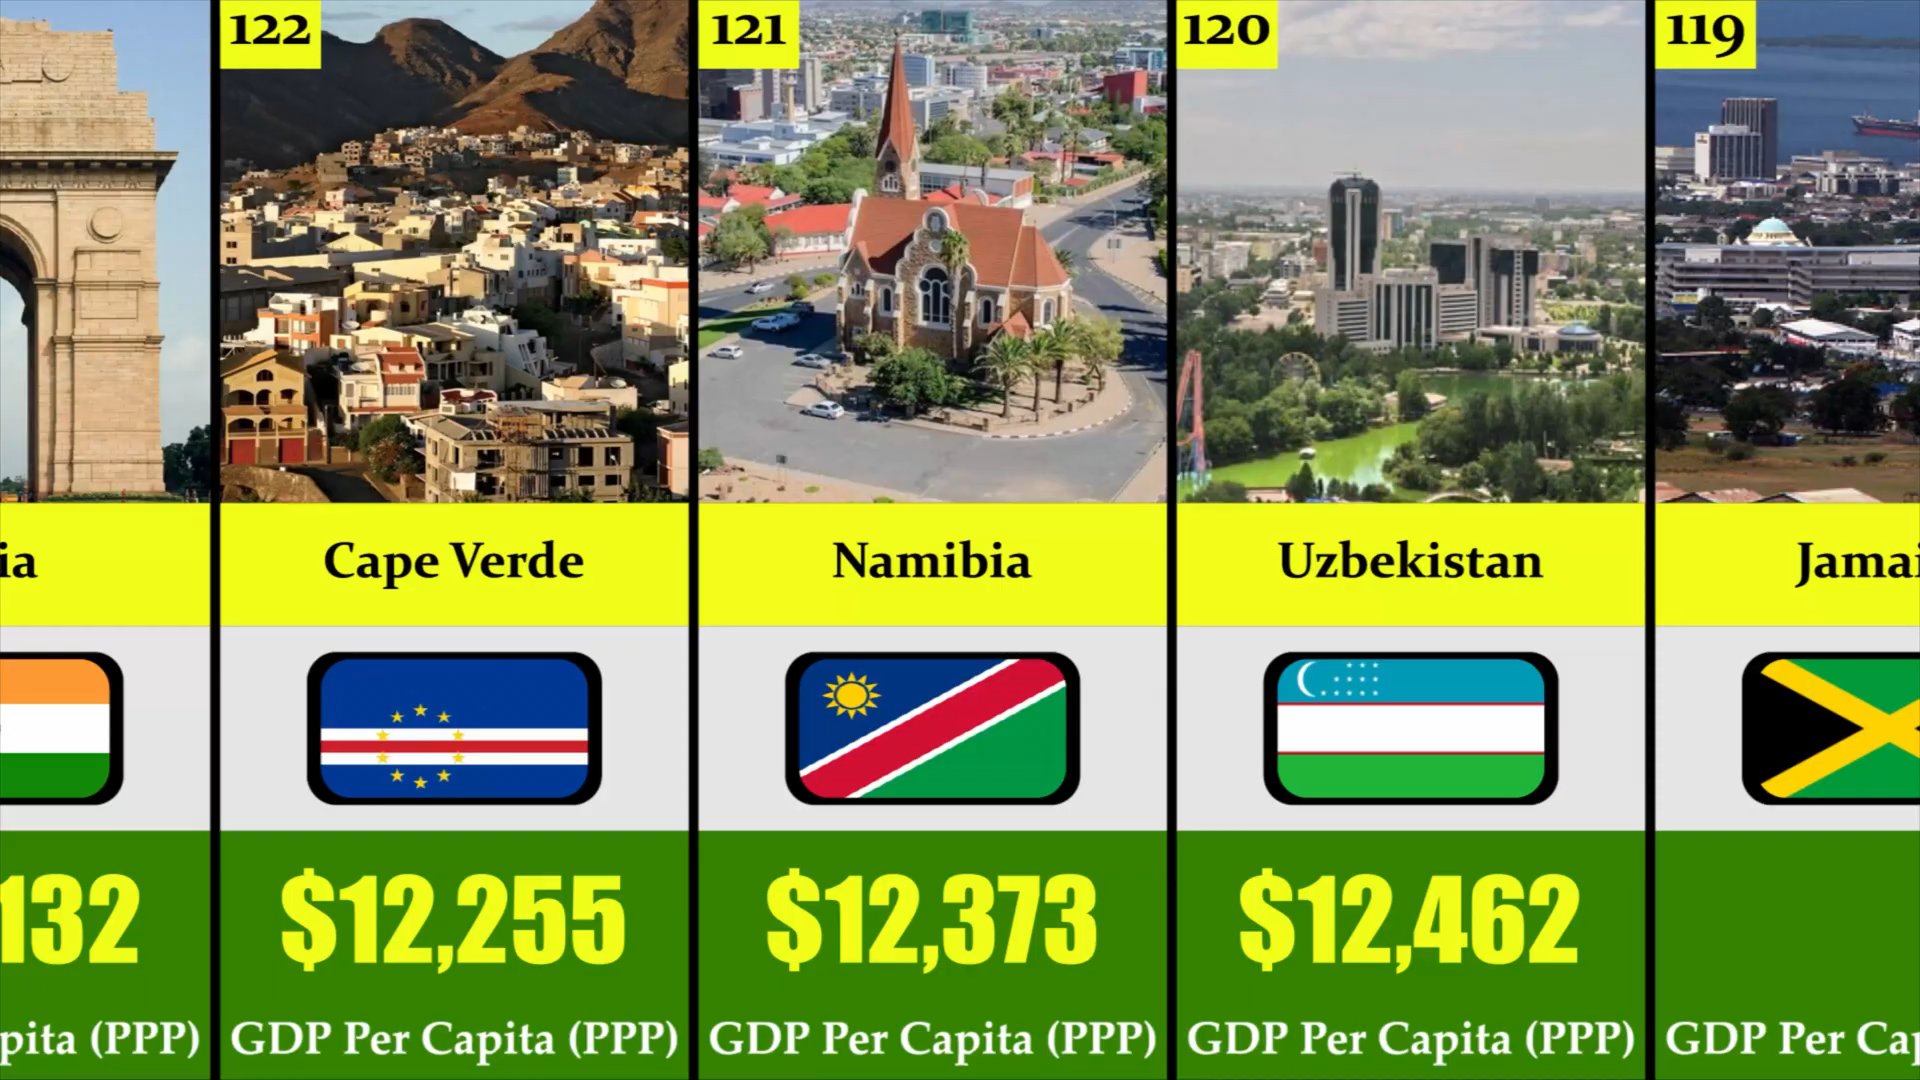 122
121
120
119
ia
Cape Verde
Namibia
Uzbekistan
Jamai
132
$12,255
$12,373
$12,462
pita (PPP)
GDP Per Capita (PPP)
GDP Per Capita (PPP)
GDP Per Capita (PPP)
GDP Per Cap